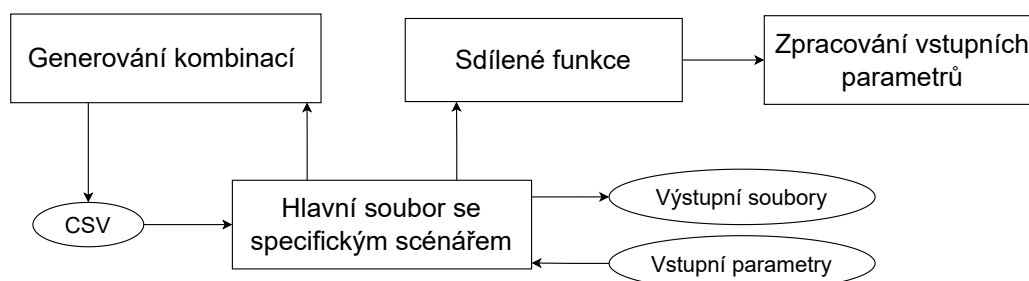 Generování kombinací
Sdílené funkce
Zpracování vstupních
parametrů
CSV
Hlavní soubor se
specifickým scénářem
Výstupní soubory
Vstupní parametry